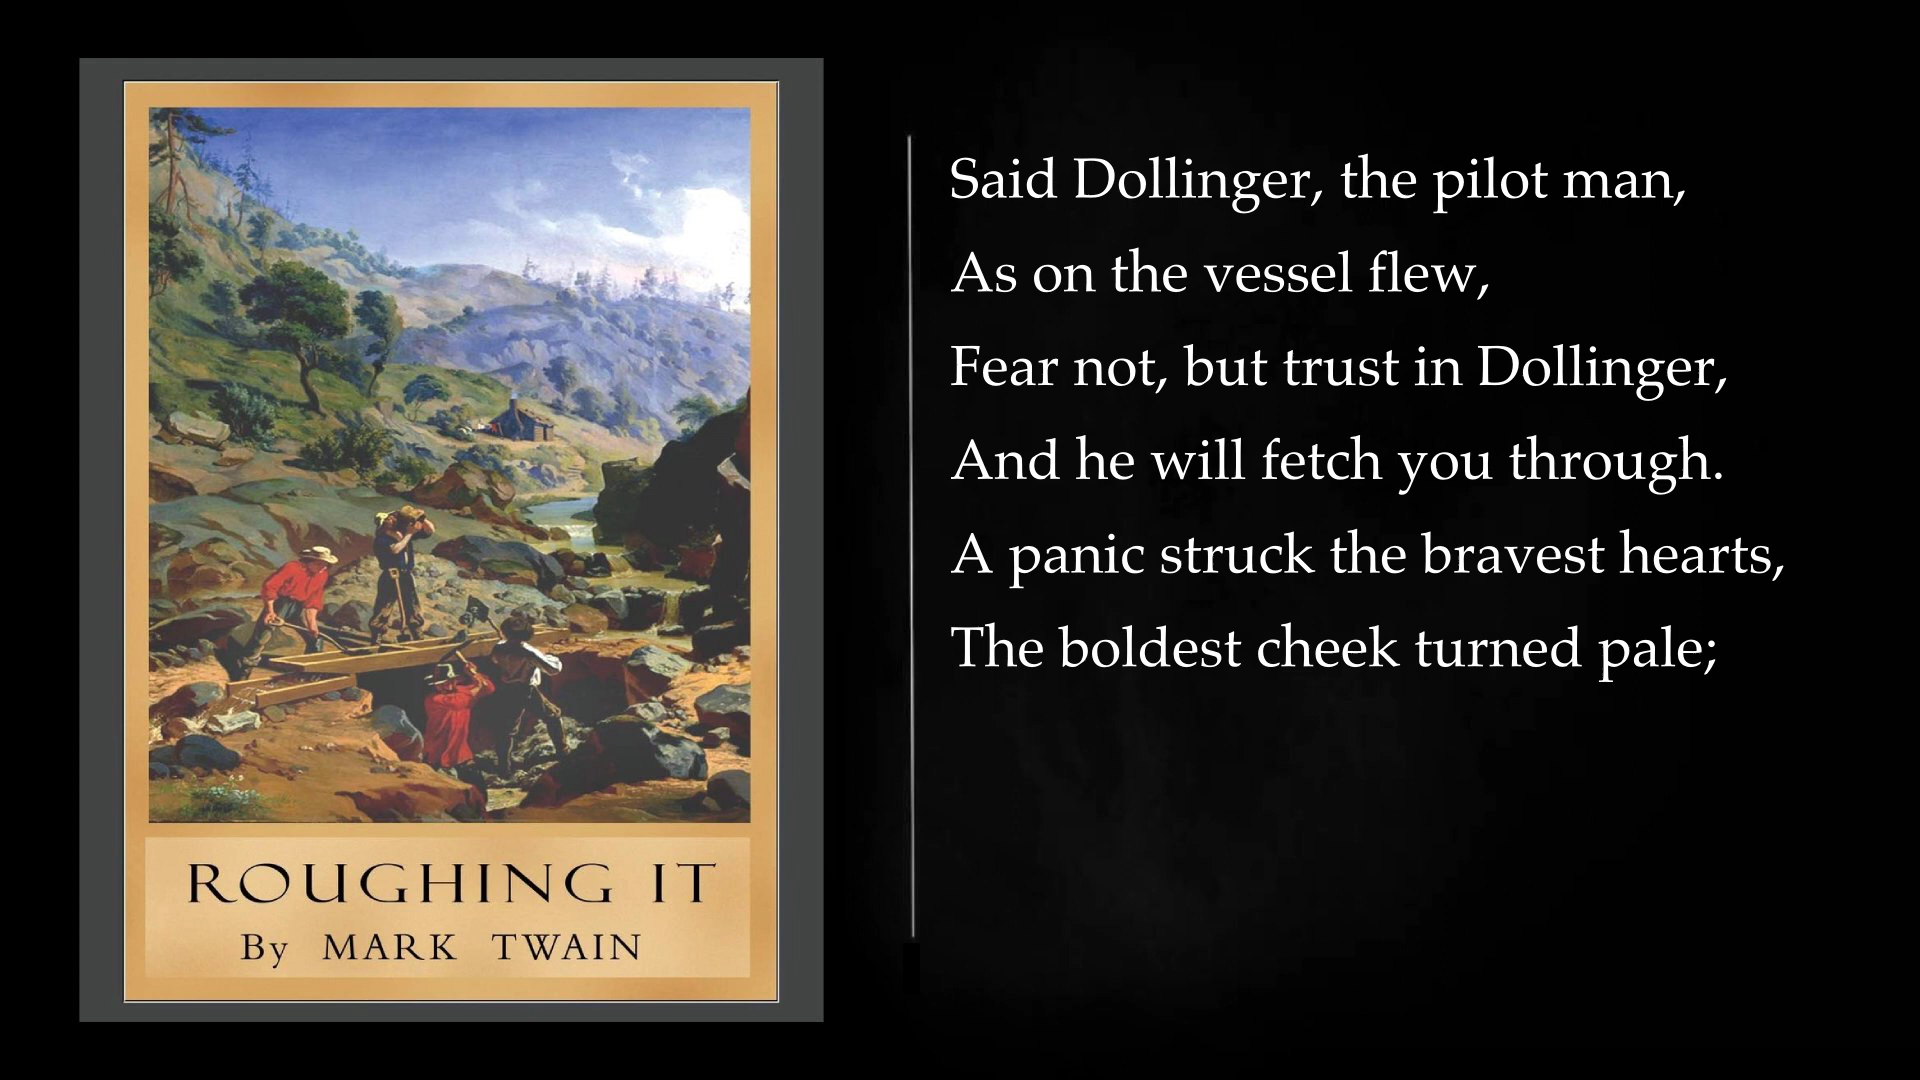 ROUGHING IT
By MARK TWAIN
Said Dollinger, the pilot man,
As on the vessel flew,
Fear not, but trust in Dollinger,
And he will fetch you through.
A panic struck the bravest hearts,
The boldest cheek turned pale;